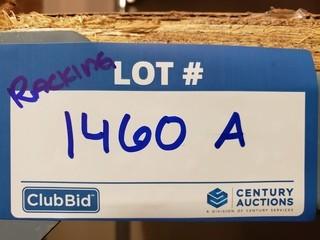 RACKING
LOT #
1460 A
ClubBid
CENTURY
AUCTIONS
A DIVISION OF CENTURY SERVICES